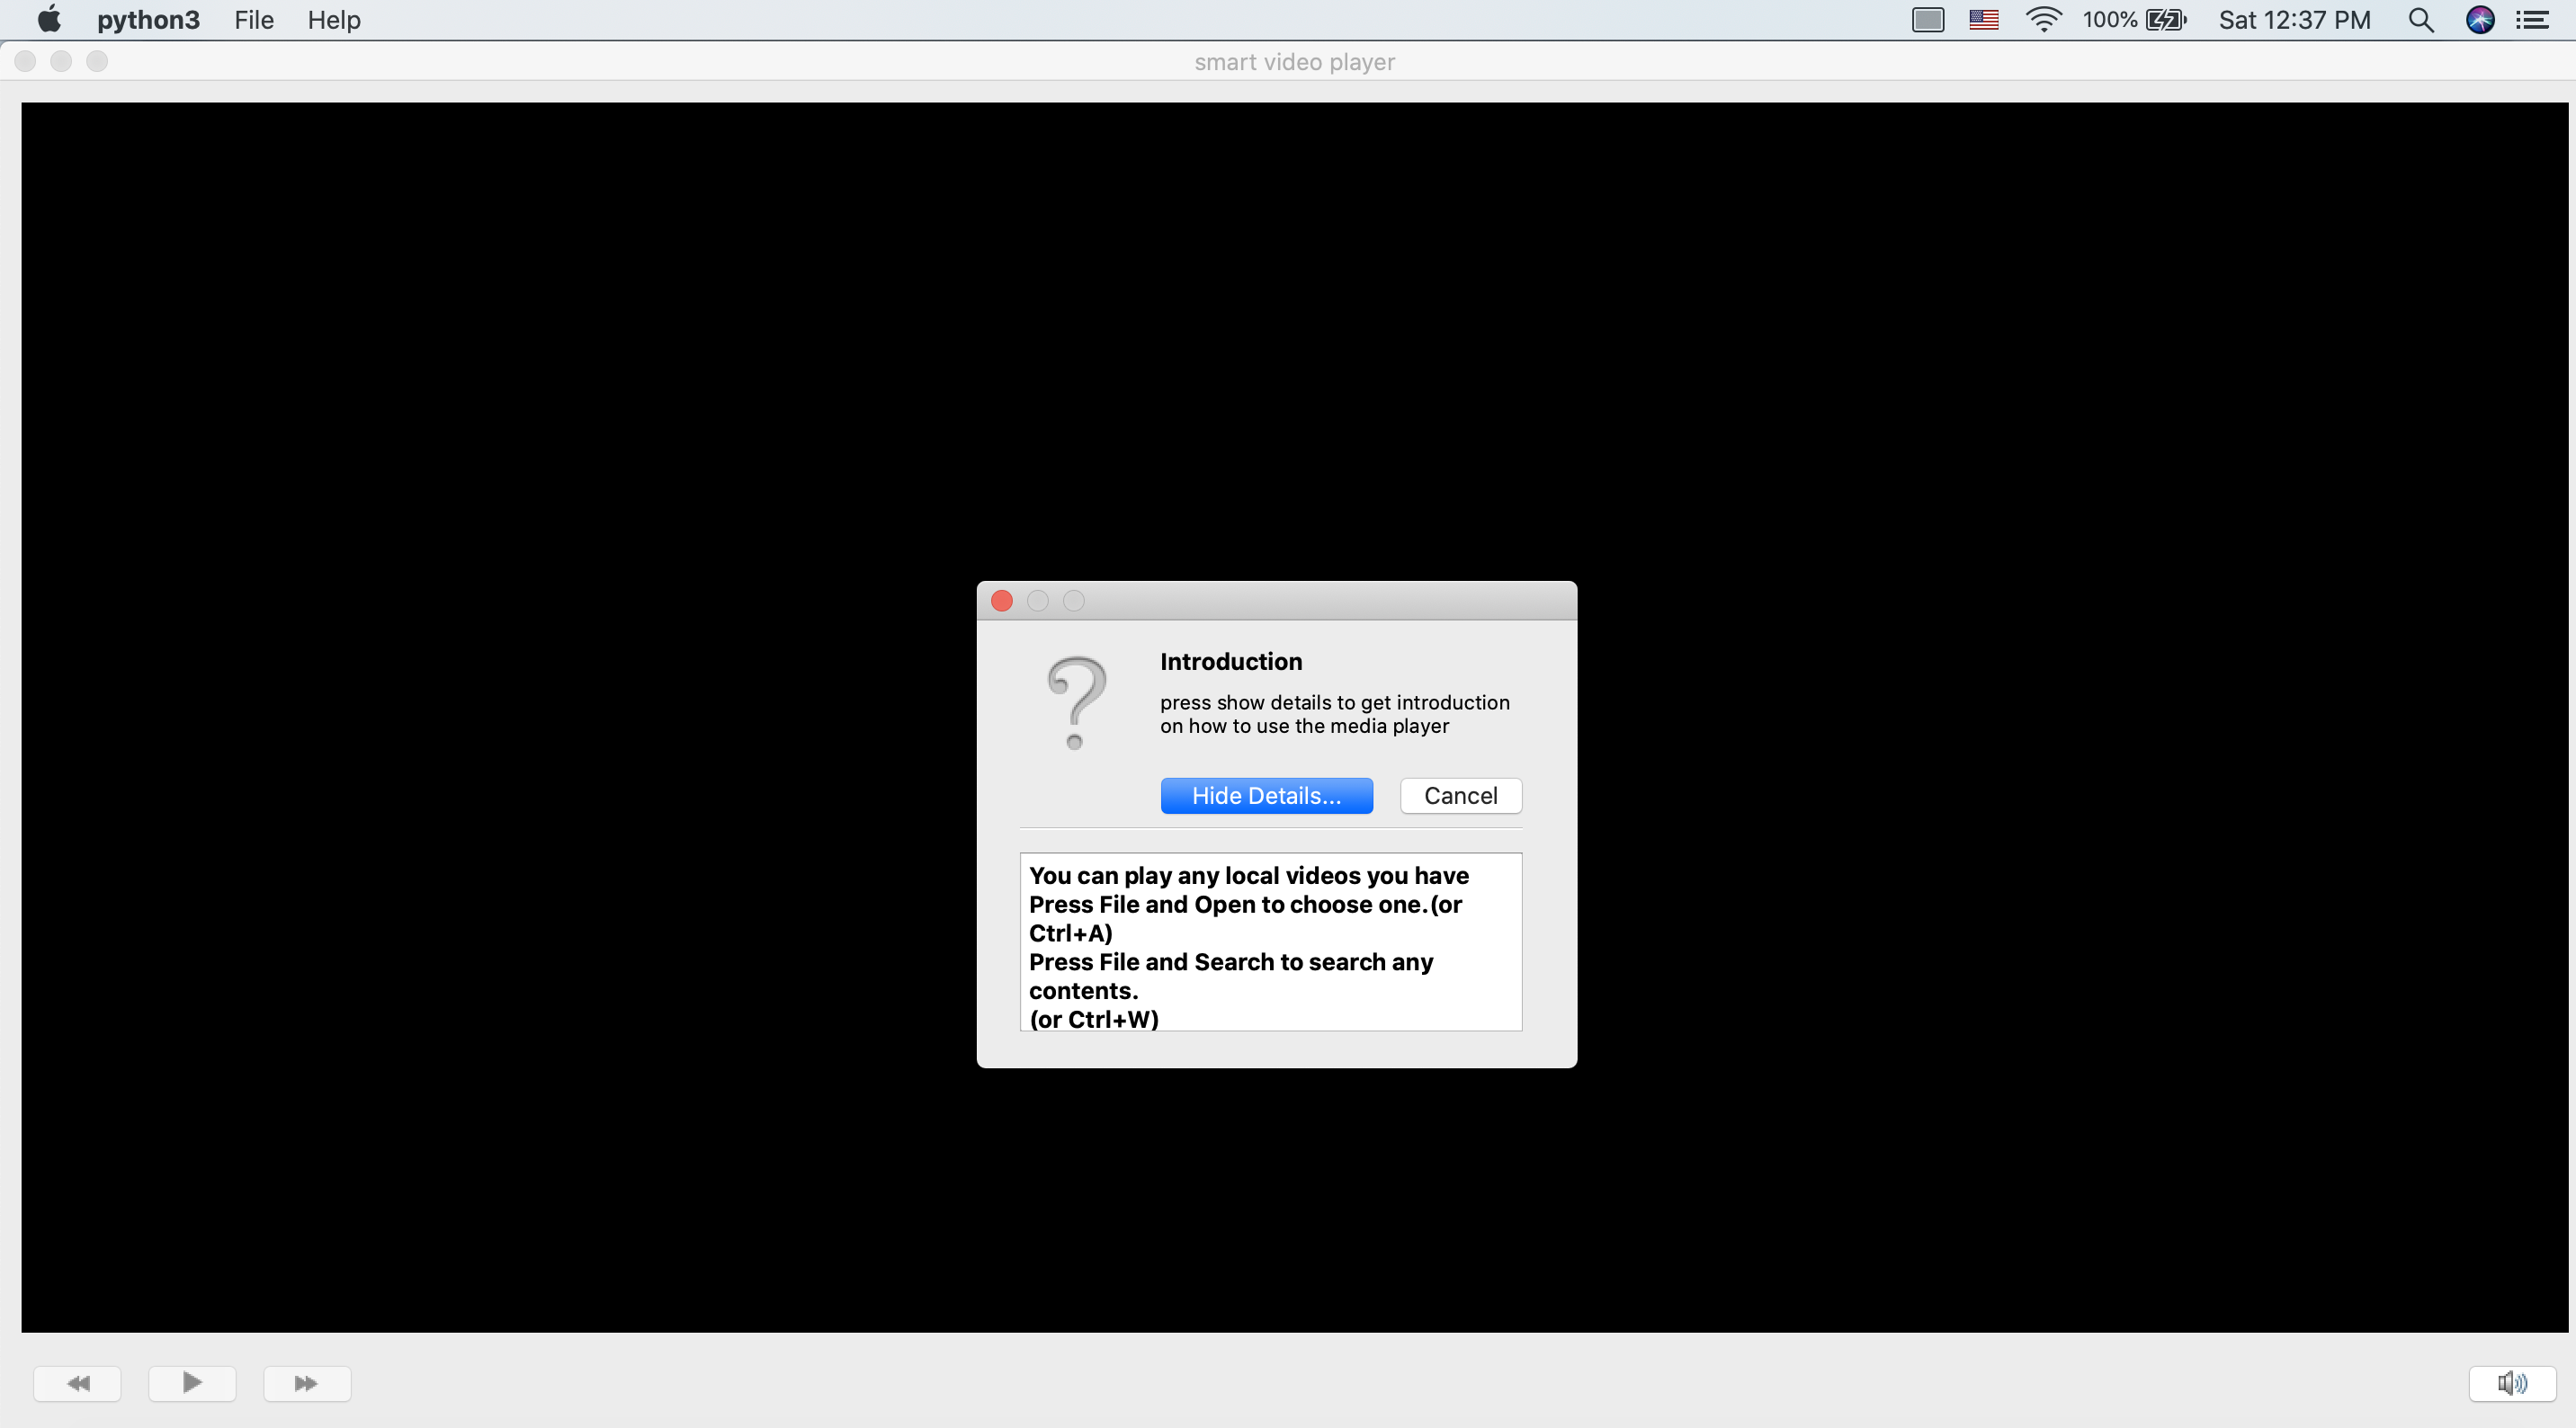 python3 File Help 100% Sat 12:37 PM
smart video player
Introduction
press show details to get introduction
on how to use the media player
Hide Details... Cancel
You can play any local videos you have
Press File and Open to choose one.(or
Ctrl+A)
Press File and Search to search any
contents.
(or Ctrl+W)